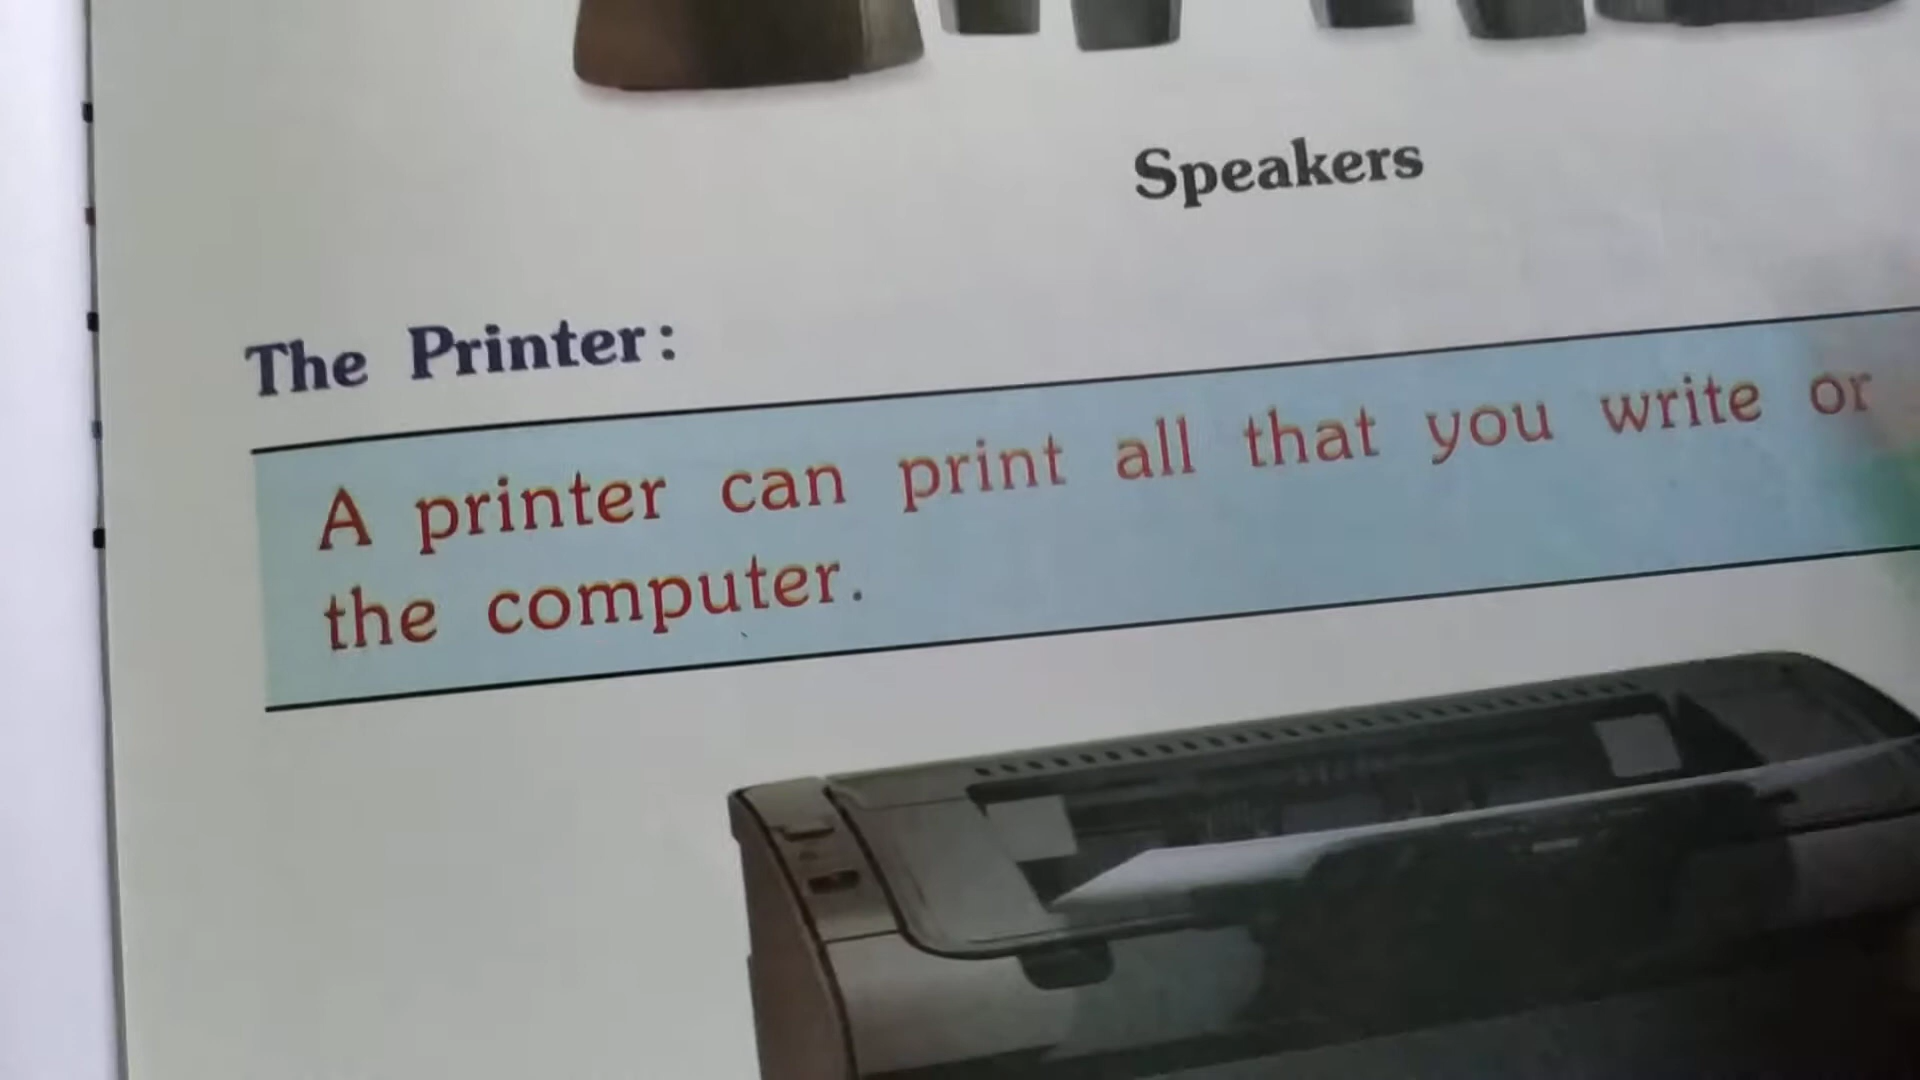 Speakers
The Printer:
A printer can print all that you write or
the computer.